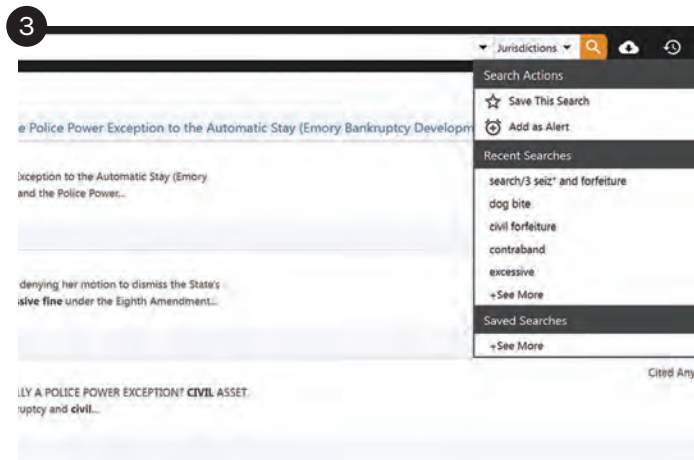 3
Jurisdictions
Search Actions
Save This Search
e Police Power Exception to the Automatic Stay (Emory Bankruptcy Developm
Add as Alert
Recent Searches
Exception to the Automatic Stay (Emory
and the Police Power...
search/3 seiz* and forfeiture
dog bite
civil forfeiture
contraband
denying her motion to dismiss the State's
excessive
sive fine under the Eighth Amendment...
+See More
Saved Searches
+See More
Cited Any
LLY A POLICE POWER EXCEPTION? CIVIL ASSET
ruptcy and civil...